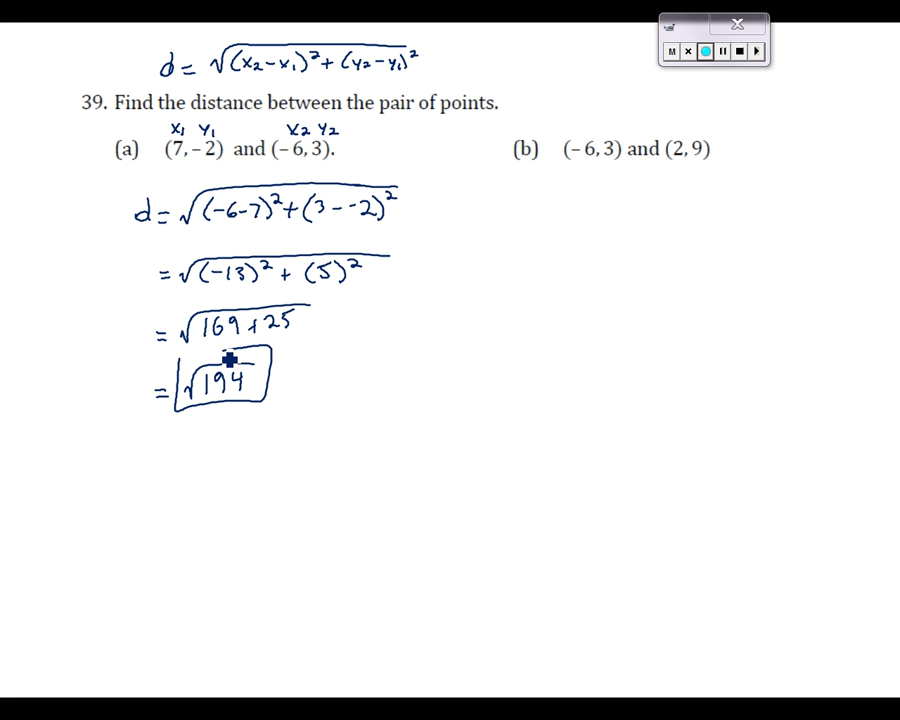 d = √(x₂-x₁)² + (y₂-y₁)²
39. Find the distance between the pair of points.
x₁ y₁ x₂ y₂
(a) (7, – 2) and (– 6, 3). (b) (– 6, 3) and (2, 9)
d = √(-6-7)² + (3 - -2)²
= √(-13)² + (5)²
= √169 + 25
= √194
M